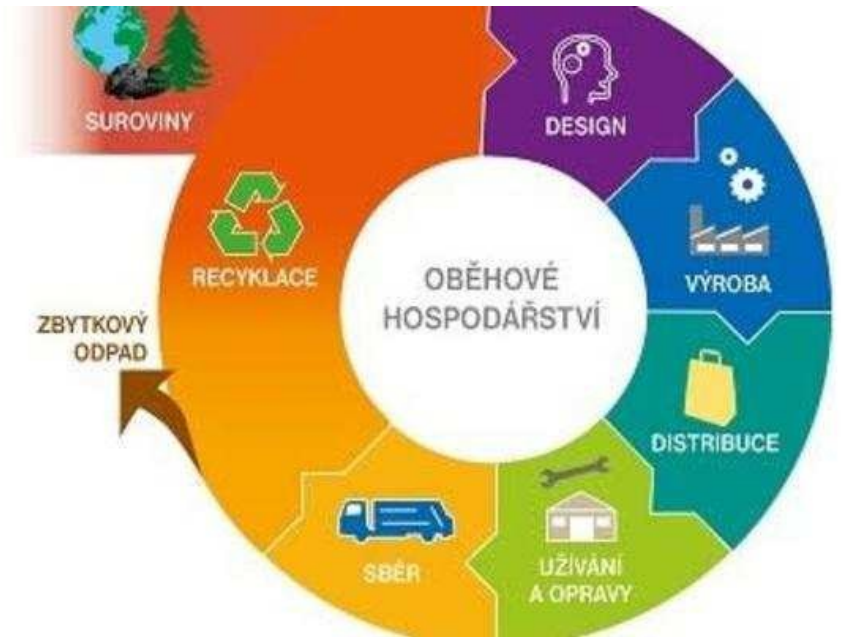 SUROVINY
DESIGN
RECYKLACE
OBĚHOVÉ
HOSPODÁŘSTVÍ
VÝROBA
ZBYTKOVÝ
ODPAD
DISTRIBUCE
SBĚR
UŽÍVÁNÍ
A OPRAVY